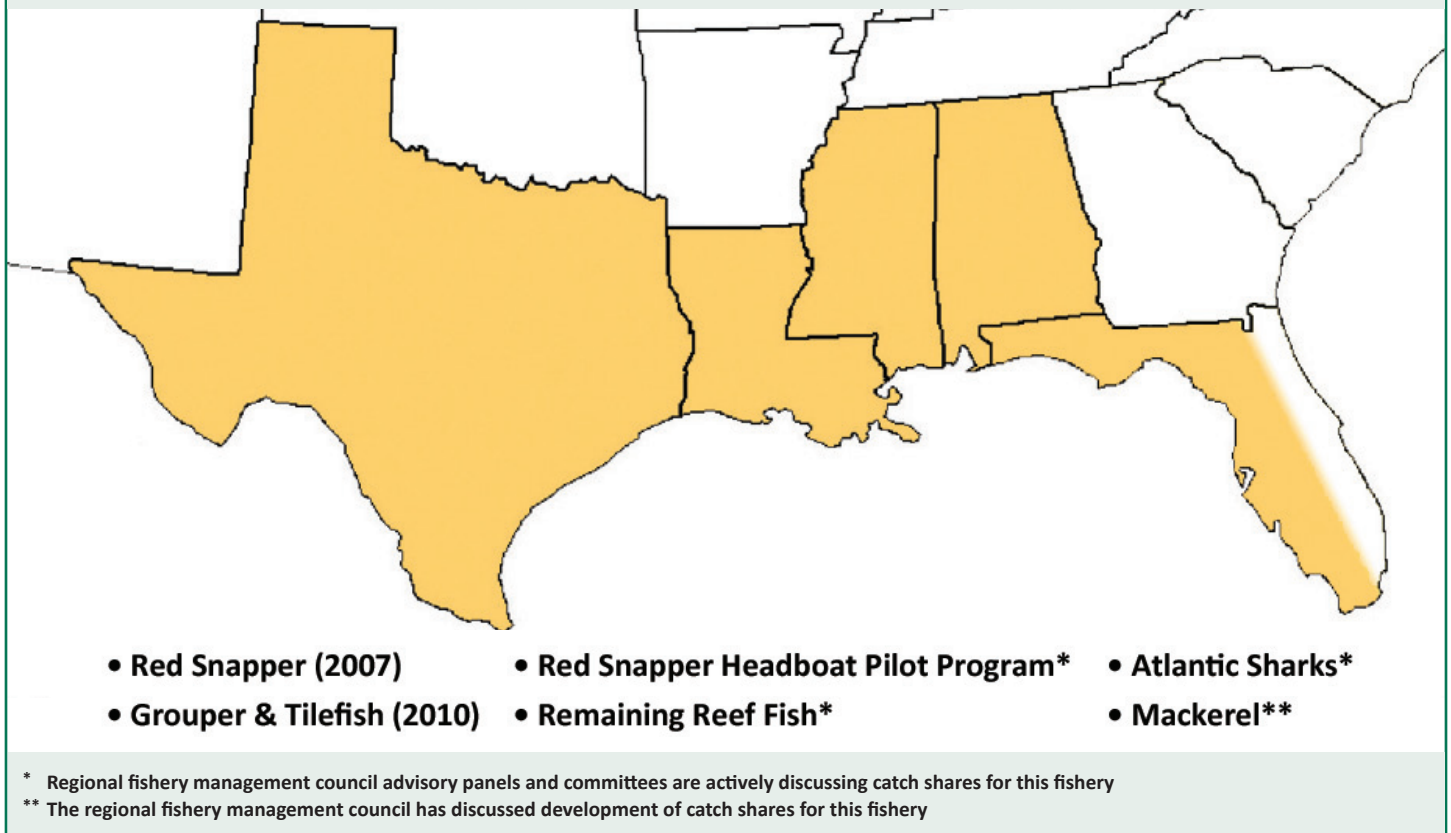 • Red Snapper (2007) • Red Snapper Headboat Pilot Program* • Atlantic Sharks*
• Grouper & Tilefish (2010) • Remaining Reef Fish* • Mackerel**
* Regional fishery management council advisory panels and committees are actively discussing catch shares for this fishery
** The regional fishery management council has discussed development of catch shares for this fishery